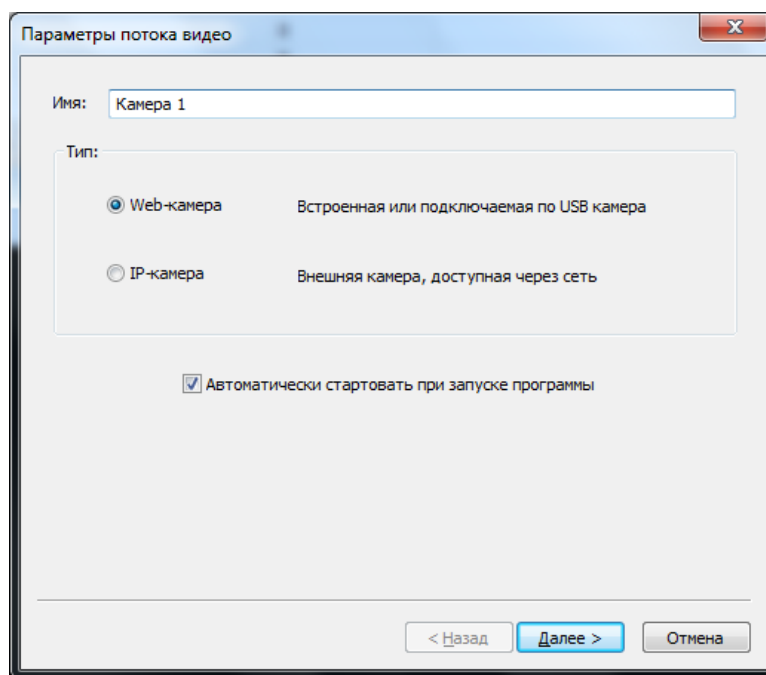 Параметры потока видео
Имя: Камера 1
Тип:
Web-камера Встроенная или подключаемая по USB камера
IP-камера Внешняя камера, доступная через сеть
Автоматически стартовать при запуске программы
< Назад Далее > Отмена